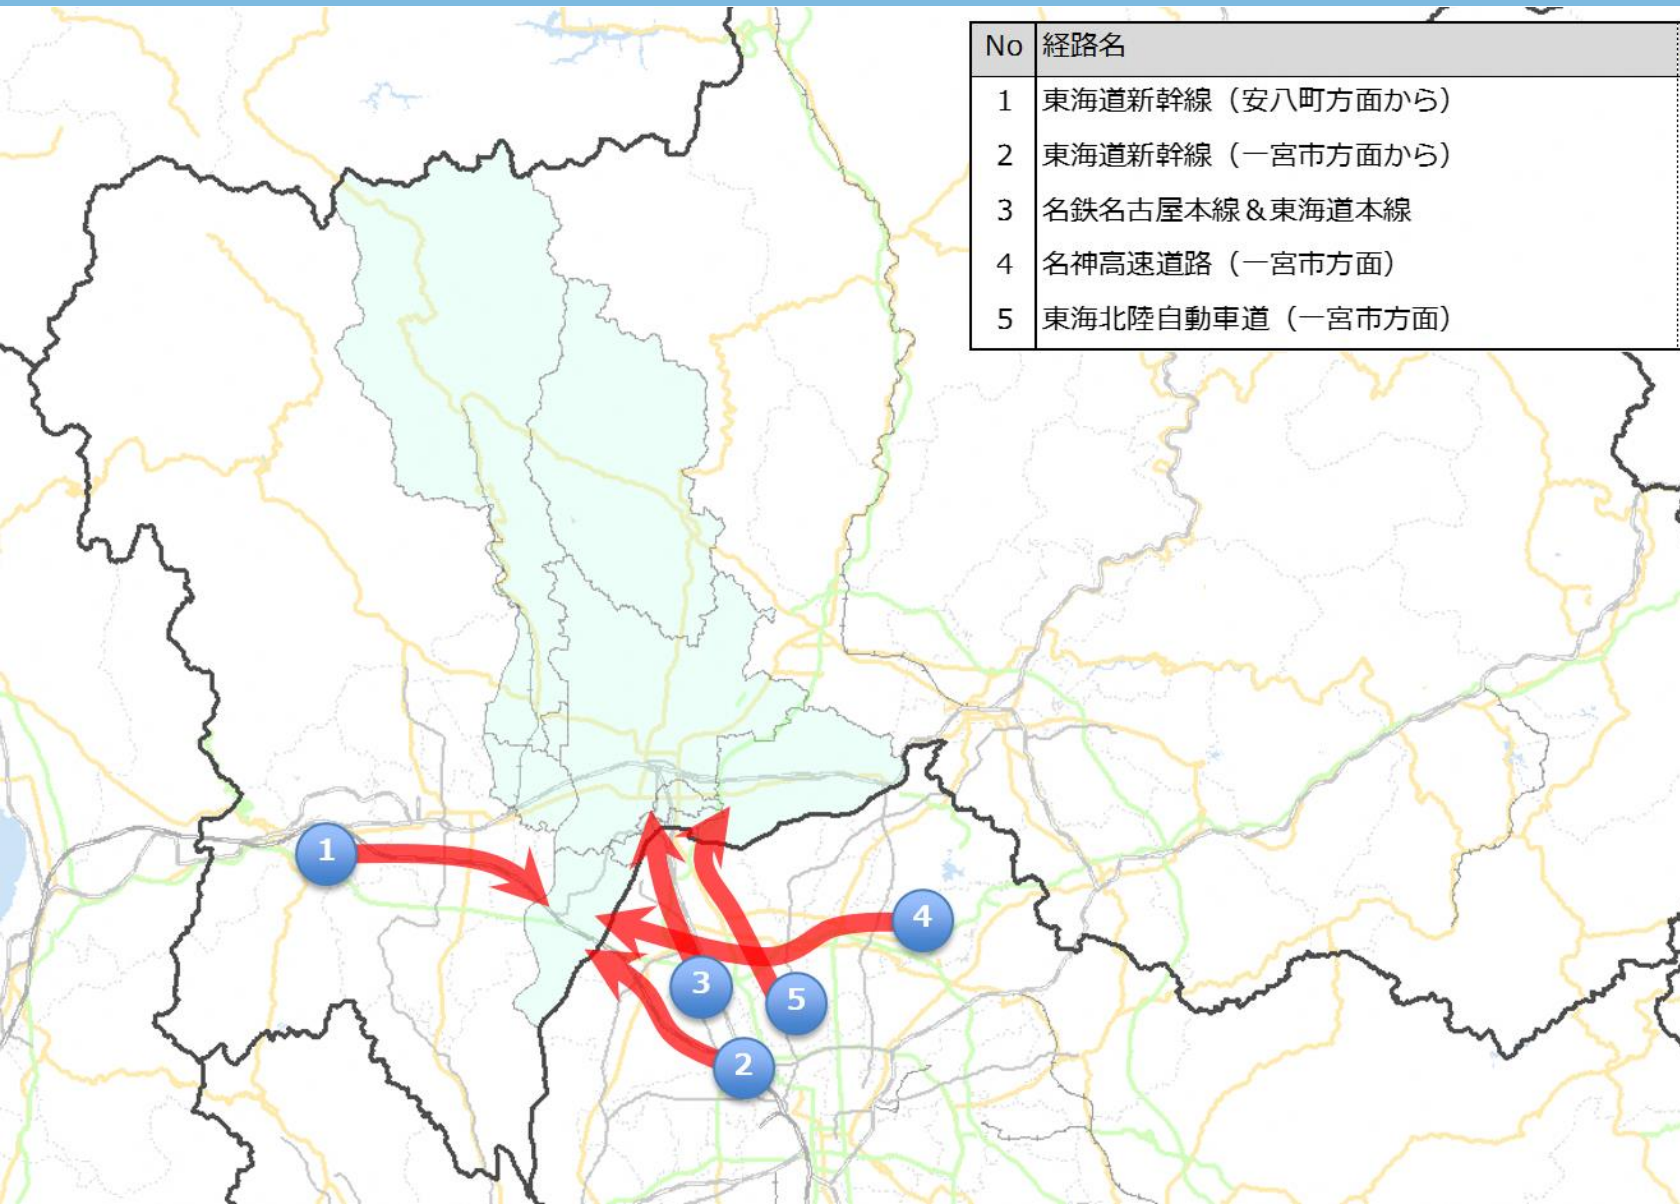 No 経路名
1 東海道新幹線（安八町方面から）
2 東海道新幹線（一宮市方面から）
3 名鉄名古屋本線＆東海道本線
4 名神高速道路（一宮市方面）
5 東海北陸自動車道（一宮市方面）
1
4
3
5
2